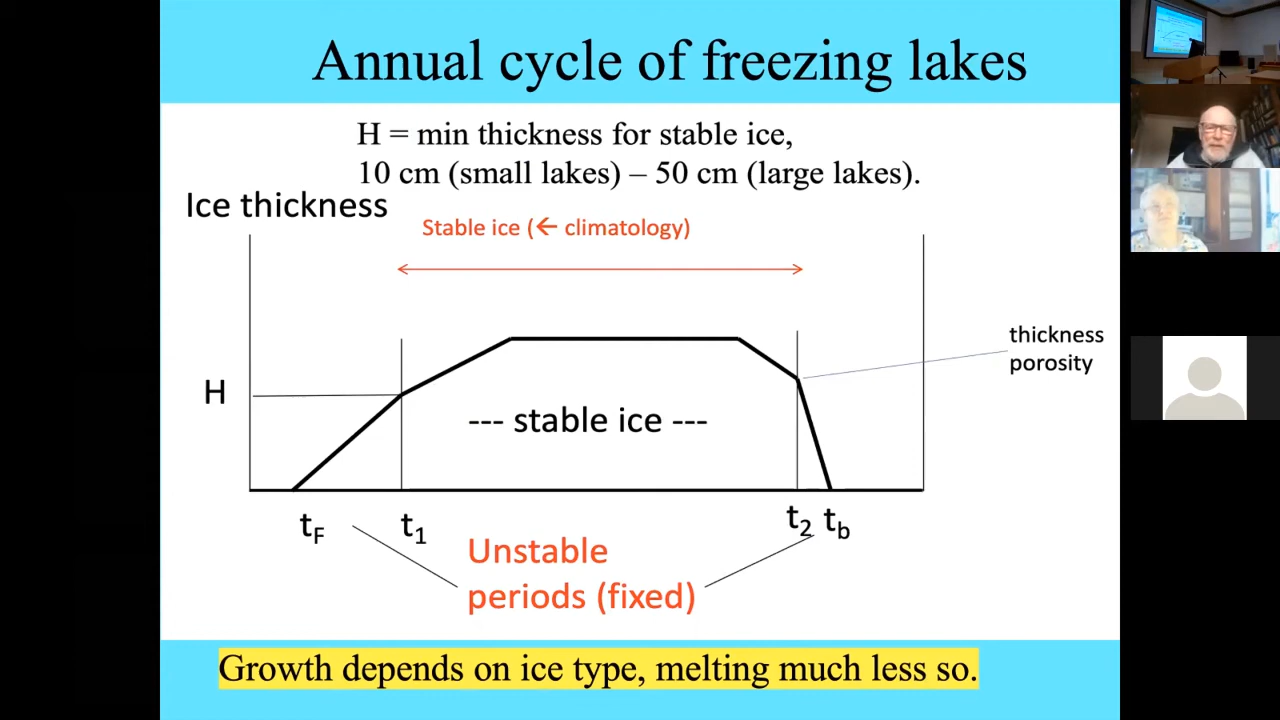 Annual cycle of freezing lakes
H = min thickness for stable ice,
10 cm (small lakes) – 50 cm (large lakes).
Ice thickness
Stable ice (← climatology)
thickness
porosity
H
--- stable ice ---
t_F
t_1
t_2
t_b
Unstable
periods (fixed)
Growth depends on ice type, melting much less so.